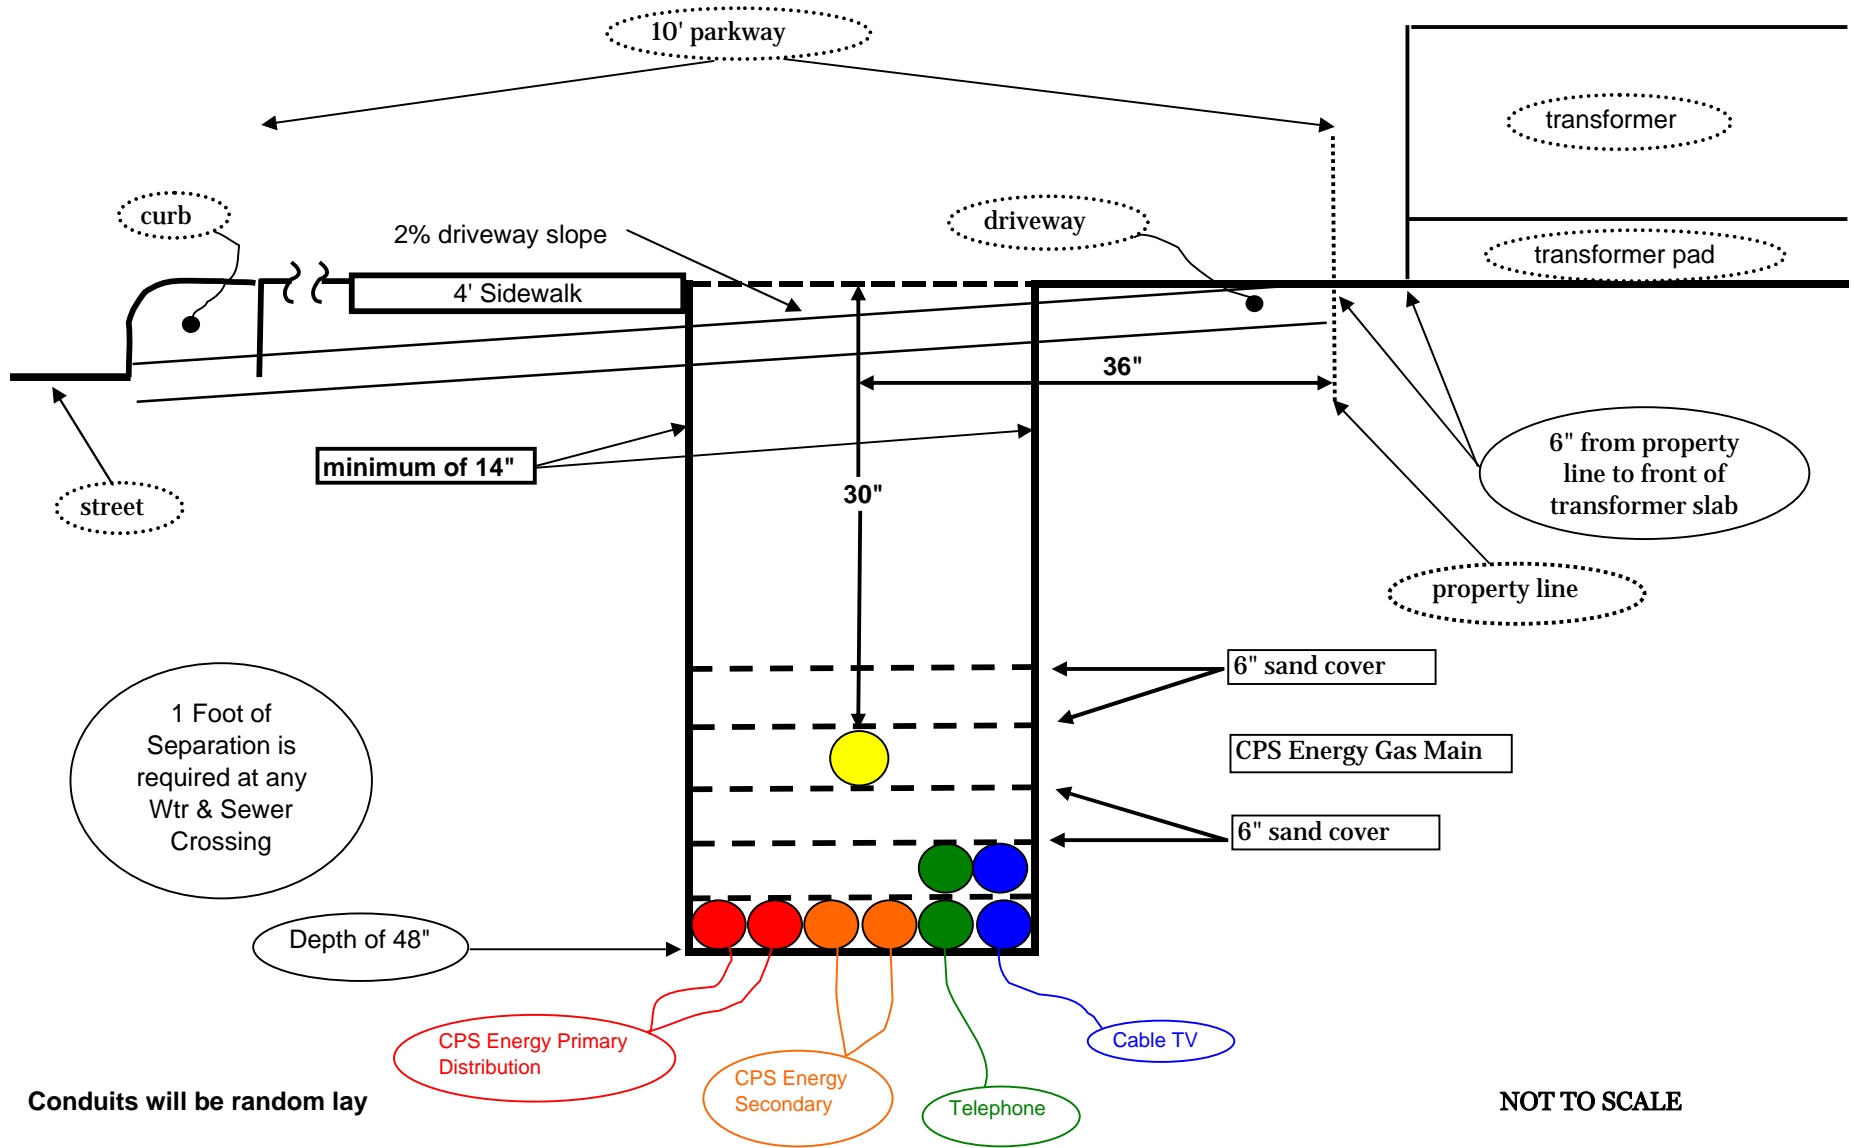 10' parkway
transformer
curb
2% driveway slope
driveway
transformer pad
4' Sidewalk
36"
minimum of 14"
30"
6" from property
line to front of
transformer slab
street
property line
6" sand cover
1 Foot of
Separation is
required at any
Wtr & Sewer
Crossing
CPS Energy Gas Main
6" sand cover
Depth of 48"
CPS Energy Primary
Distribution
Cable TV
CPS Energy
Secondary
Telephone
Conduits will be random lay
NOT TO SCALE